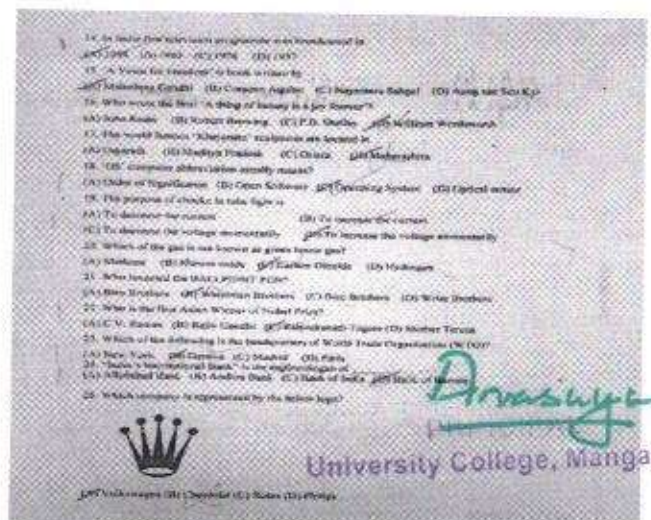 14. In India first television programme was broadcasted in
(A) 1959 (C) 1976 (D) 1957
15. 'A Voice for Freedom' is book written by
(A) Mahatma Gandhi (B) Corazon Aquino (C) Nayantara Sahgal (D) Aung san Suu Kyi
16. Who wrote the line? 'A thing of beauty is a joy forever'?
(A) John Keats (B) Robert Browning (C) P.B. Shelley (D) William Wordsworth
17. The world famous 'Khajuraho' sculptures are located in
(A) Gujarath (B) Madhya Pradesh (C) Orissa (D) Maharashtra
18. 'OS' computer abbreviation usually means?
(A) Order of Significance (B) Open Software (C) Operating System (D) Optical sensor
19. The purpose of choke in tube light is
(A) To decrease the current (B) To increase the current
(C) To decrease the voltage momentarily (D) To increase the voltage momentarily
20. Which of the gas is not known as green house gas?
(A) Methane (B) Nitrous oxide (C) Carbon Dioxide (D) Hydrogen
21. Who invented the BALLPOINT PEN?
(A) Biro Brothers (B) Waterman Brothers (C) Bicc Brothers (D) Write Brothers
22. Who is the first Asian Winner of Nobel Prize?
(A) C.V. Raman (B) Rajiv Gandhi (C) Rabindranath Tagore (D) Mother Teresa
23. Which of the following is the headquarters of World Trade Organisation (WTO)?
(A) New York (B) Geneva (C) Madrid (D) Paris
"India's International Bank" is the
(A) Allahabad Bank (B) Andhra Bank (C) Bank of India (D) Bank of Baroda
25. Which company is represented by the below logo?
University College, Manga
(A) Volkswagen (B) Chevrolet (C) Rolex (D) Philips